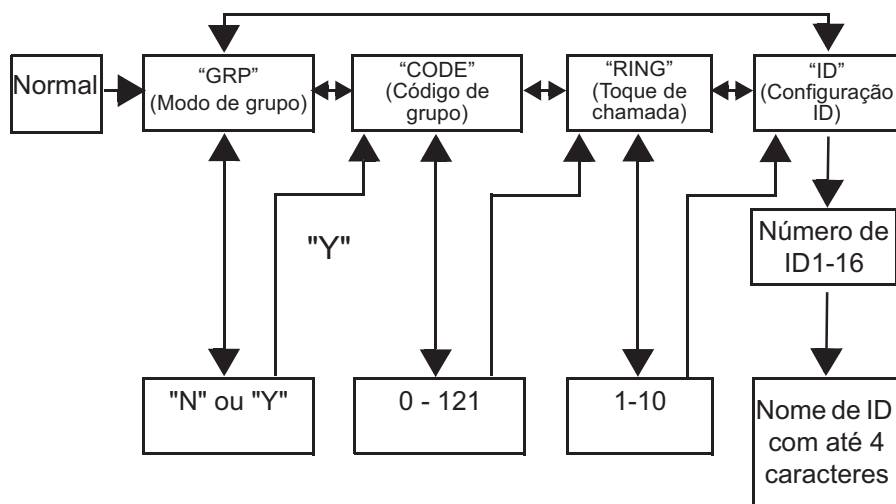 Normal
“GRP”
(Modo de grupo)
“CODE”
(Código de
grupo)
“RING”
(Toque de
chamada)
“ID”
(Configuração
ID)
"Y"
Número de
ID1-16
"N" ou "Y"
0 - 121
1-10
Nome de ID
com até 4
caracteres